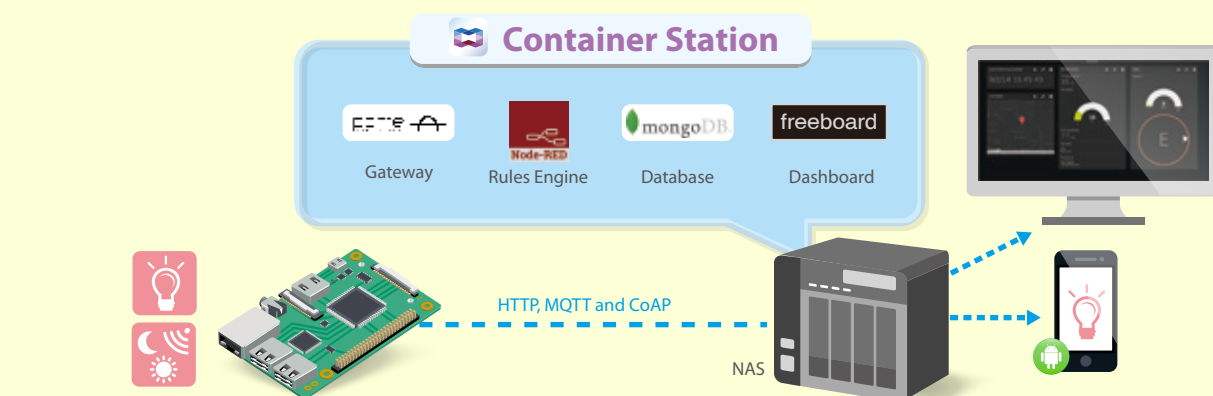 Container Station
Node-RED
mongoDB.
freeboard
Gateway
Rules Engine
Database
Dashboard
HTTP, MQTT and CoAP
NAS
E